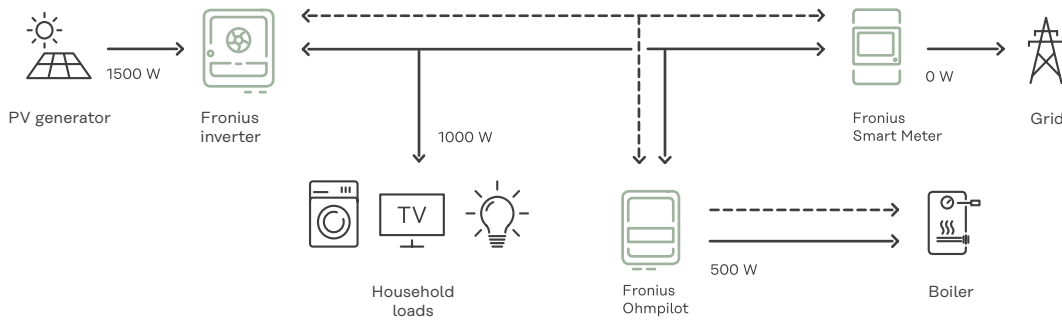 1500 W
PV generator
Fronius
inverter
1000 W
TV
Household
loads
Fronius
Ohmpilot
500 W
Boiler
Fronius
Smart Meter
0 W
Grid